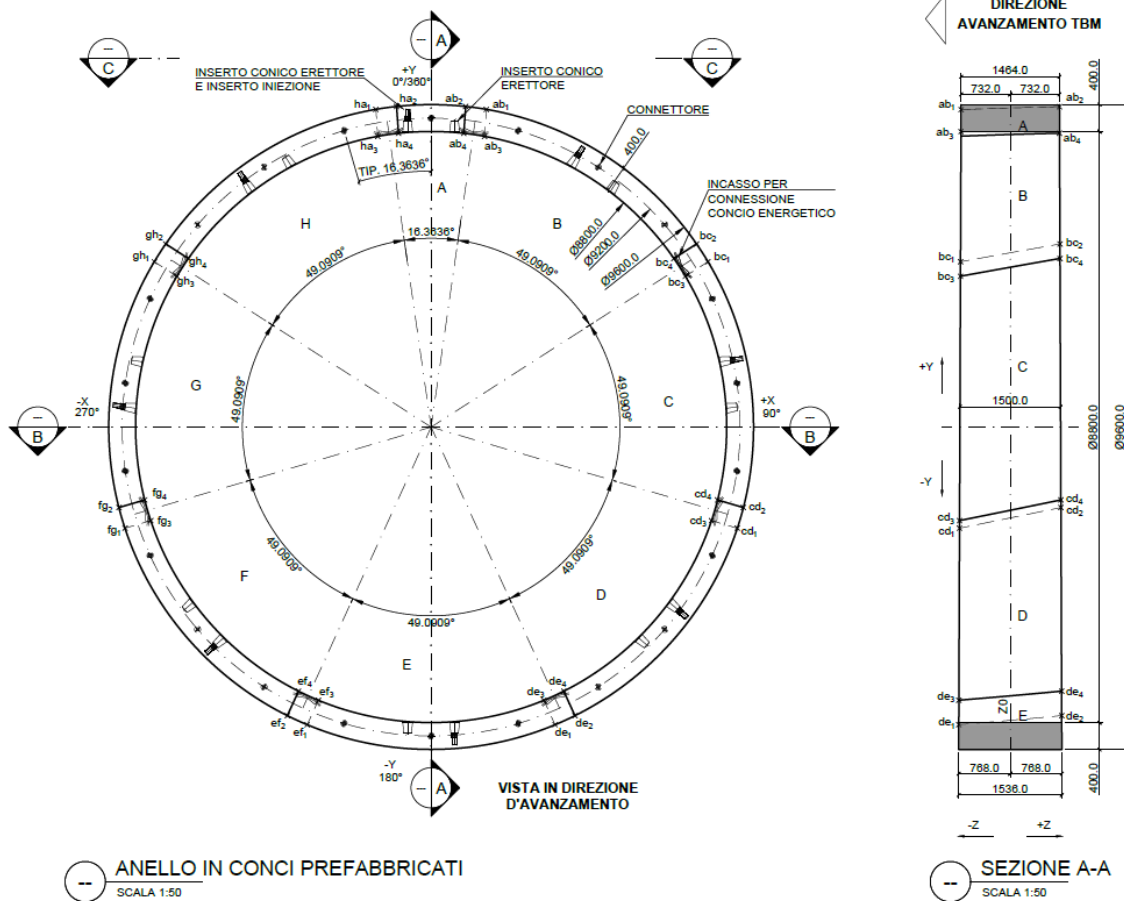 DIREZIONE
AVANZAMENTO TBM
A
C
C
+Y
0°/360°
INSERTO CONICO ERETTORE
E INSERTO INIEZIONE
INSERTO CONICO
ERETTORE
CONNETTORE
ha₁
ha₂
ab₂
ab₁
ha₃
ha₄
ab₄
ab₃
400.0
TIP. 16.3636°
A
INCASSO PER
CONNESSIONE
CONCIO ENERGETICO
H
B
16.3636°
Ø8800.0
Ø9200.0
Ø9600.0
49.0909°
49.0909°
gh₂
gh₁
gh₄
gh₃
bc₂
bc₄
bc₁
bc₃
G
C
49.0909°
49.0909°
-X
270°
+X
90°
B
B
fg₄
fg₂
fg₃
fg₁
cd₄
cd₂
cd₃
cd₁
F
D
49.0909°
49.0909°
49.0909°
E
ef₄
ef₃
ef₂
ef₁
de₃
de₄
de₁
de₂
-Y
180°
A
VISTA IN DIREZIONE
D'AVANZAMENTO
-- ANELLO IN CONCI PREFABBRICATI
SCALA 1:50
1464.0
732.0 732.0
400.0
ab₁
ab₂
A
ab₃
ab₄
B
bc₂
bc₁
bc₄
bc₃
+Y
C
1500.0
Ø8800.0
Ø9600.0
-Y
cd₄
cd₃
cd₂
cd₁
D
de₃
de₄
Z0
E
de₁
de₂
768.0 768.0
1536.0
400.0
-Z +Z
-- SEZIONE A-A
SCALA 1:50